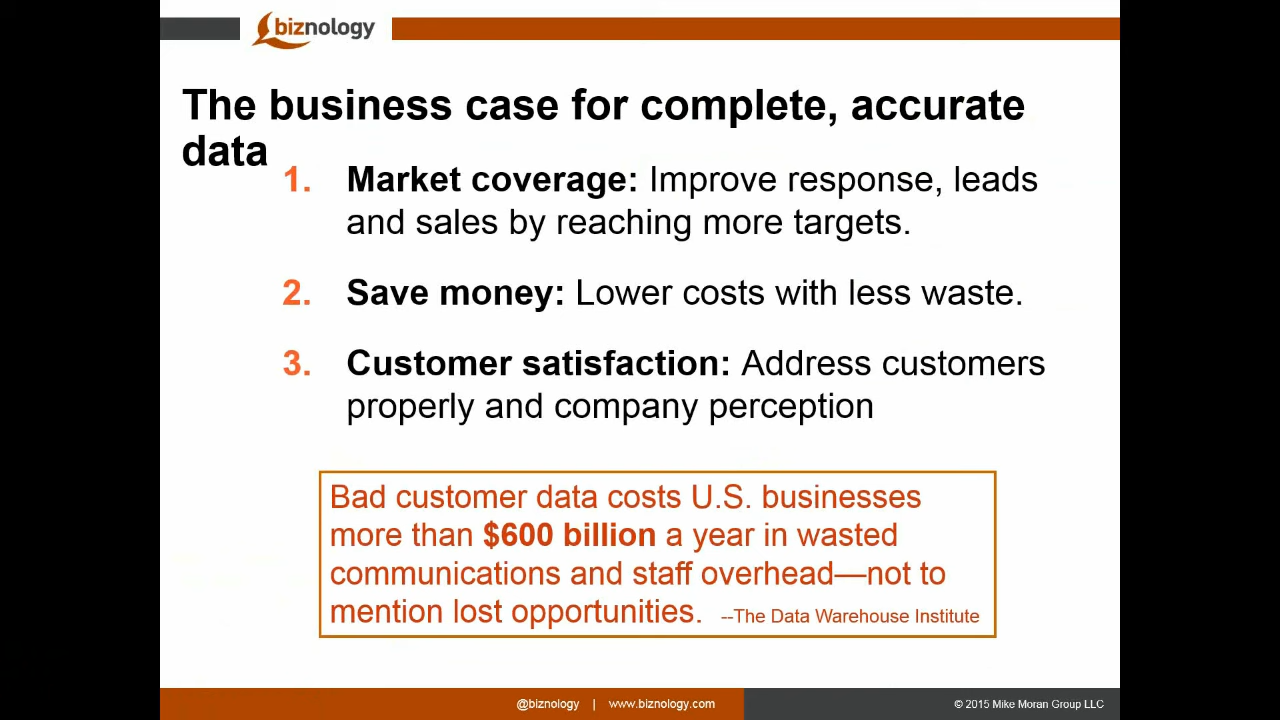 biznology
The business case for complete, accurate
data
1. Market coverage: Improve response, leads
and sales by reaching more targets.
2. Save money: Lower costs with less waste.
3. Customer satisfaction: Address customers
properly and company perception
Bad customer data costs U.S. businesses
more than $600 billion a year in wasted
communications and staff overhead—not to
mention lost opportunities. --The Data Warehouse Institute
@biznology | www.biznology.com © 2015 Mike Moran Group LLC